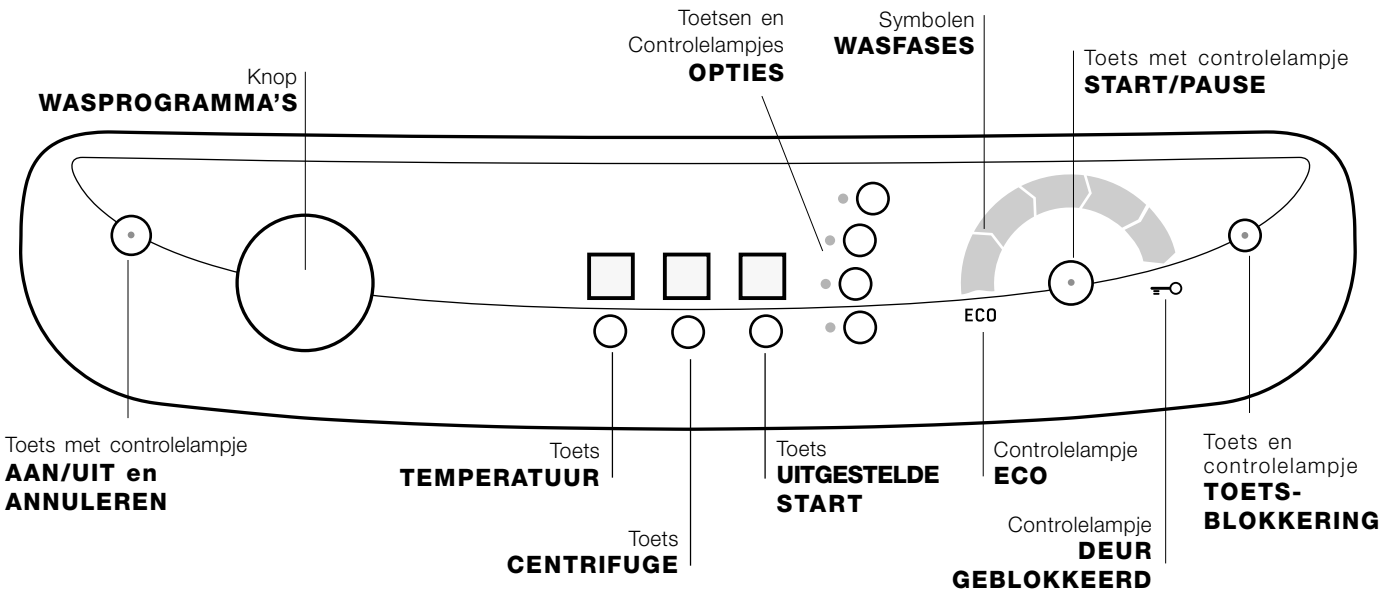 Toetsen en
Controlelampjes
OPTIES
Symbolen
WASFASES
Toets met controlelampje
START/PAUSE
Knop
WASPROGRAMMA'S
ECO
Toets met controlelampje
AAN/UIT en
ANNULEREN
Toets
TEMPERATUUR
Toets
CENTRIFUGE
Toets
UITGESTELDE
START
Controlelampje
ECO
Controlelampje
DEUR
GEBLOKKEERD
Toets en
controlelampje
TOETS-
BLOKKERING